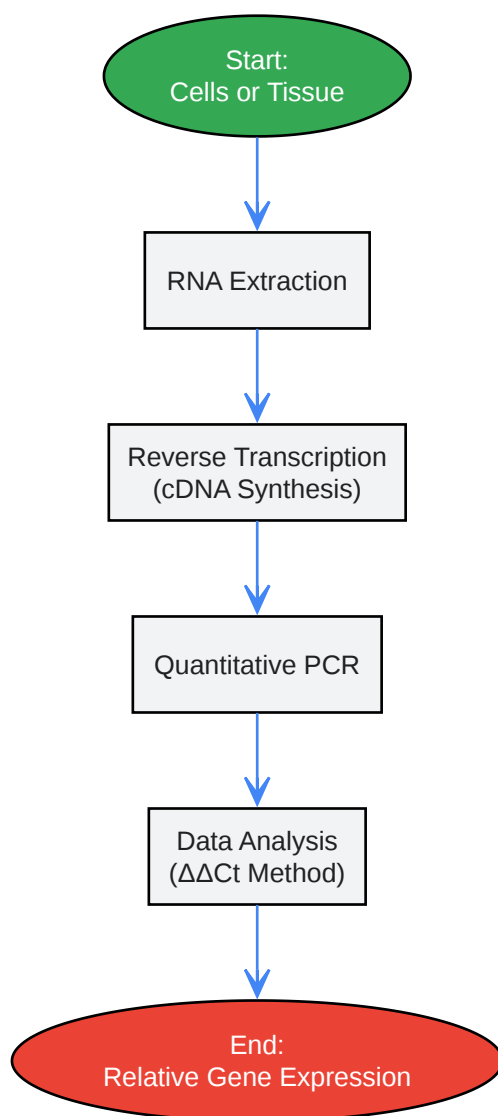 Start:
Cells or Tissue
RNA Extraction
Reverse Transcription
(cDNA Synthesis)
Quantitative PCR
Data Analysis
(ΔΔCt Method)
End:
Relative Gene Expression